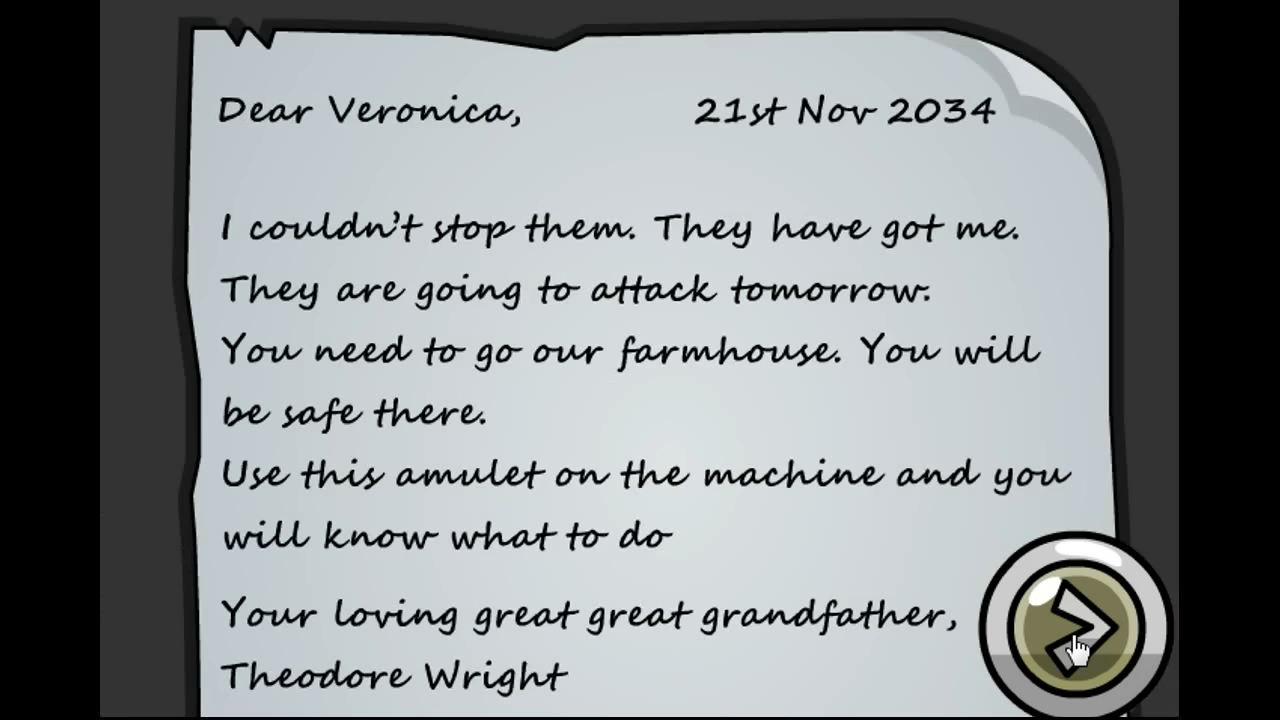 Dear Veronica, 21st Nov 2034
I couldn't stop them. They have got me.
They are going to attack tomorrow.
You need to go our farmhouse. You will
be safe there.
Use this amulet on the machine and you
will know what to do
Your loving great great grandfather,
Theodore Wright